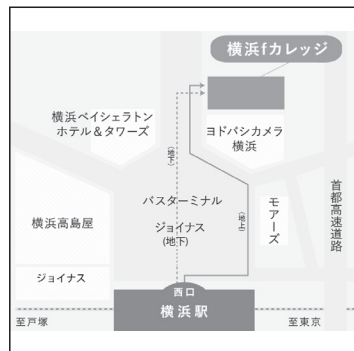 横浜fカレッジ
横浜ベイシェラトン
ホテル&タワーズ
ヨドバシカメラ
横浜
(地下)
バスターミナル
ジョイナス
(地下)
(地上)
モアーズ
首都高速道路
横浜高島屋
ジョイナス
西口
横浜駅
至戸塚
至東京